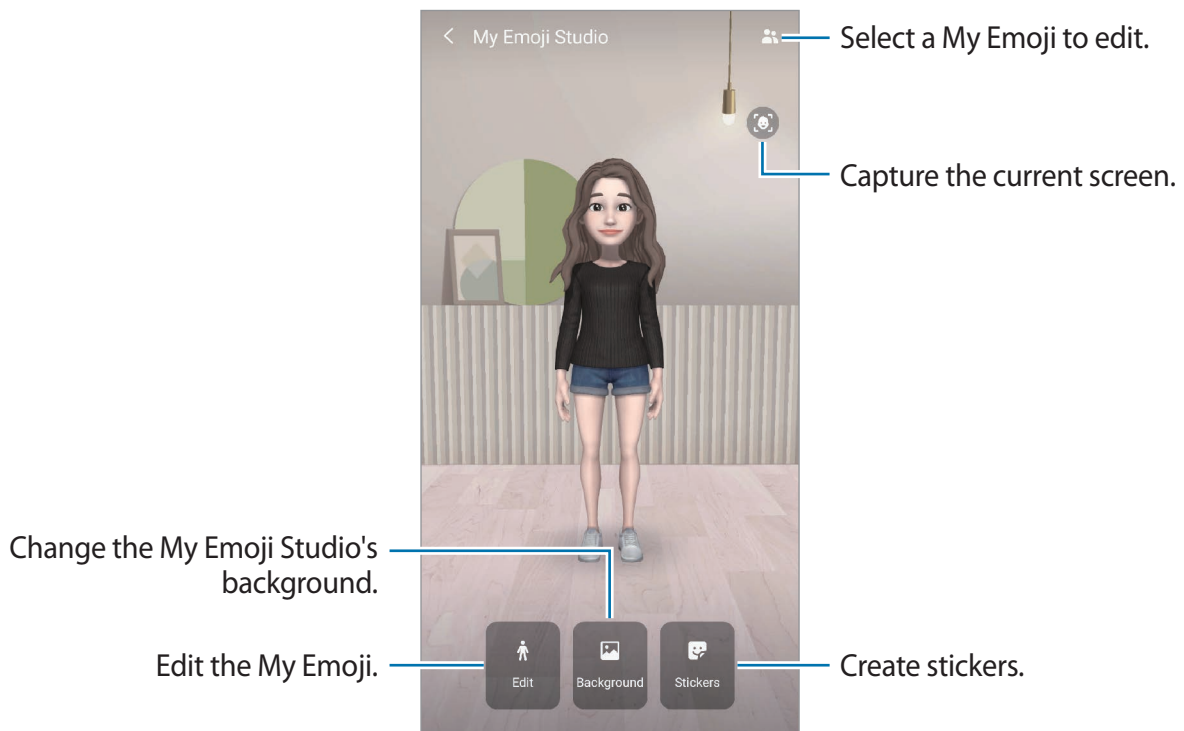 My Emoji Studio
Select a My Emoji to edit.
Capture the current screen.
Change the My Emoji Studio's
background.
Edit the My Emoji.
Edit
Background
Stickers
Create stickers.